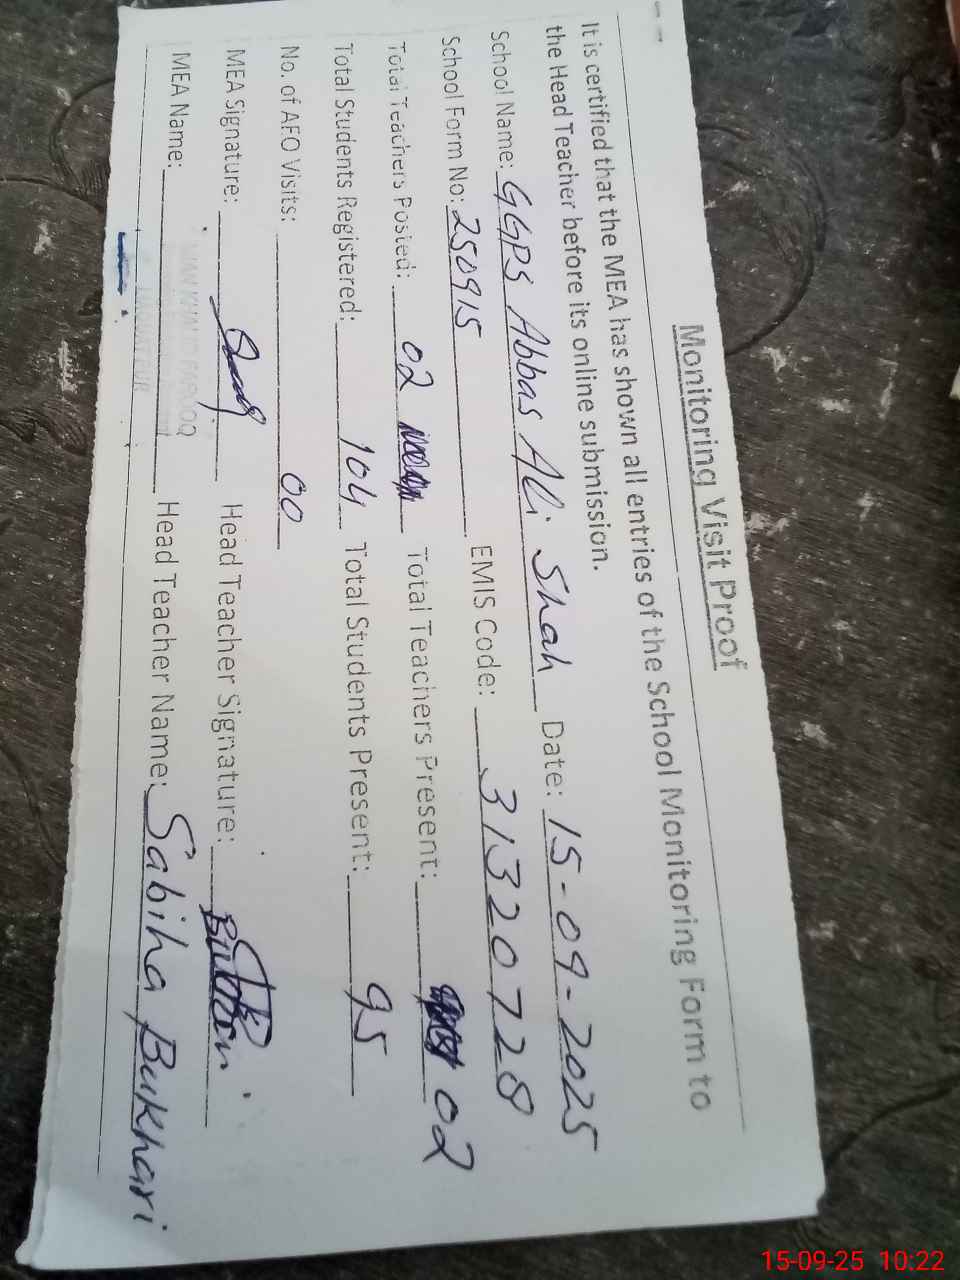 Monitoring Visit Proof
It is certified that the MEA has shown all entries of the School Monitoring Form to
the Head Teacher before its online submission.
School Name: GGPS Abbas Ali Shah Date: 15-09-2025
School Form No: 250915 EMIS Code: 31320728
Total Teachers Posted: 02 Total Teachers Present: 02
Total Students Registered: 104 Total Students Present: 95
No. of AFO Visits: 00
MEA Signature: Head Teacher Signature: Bukhari
MEA Name: Head Teacher Name: Sabiha Bukhari
15-09-25 10:22